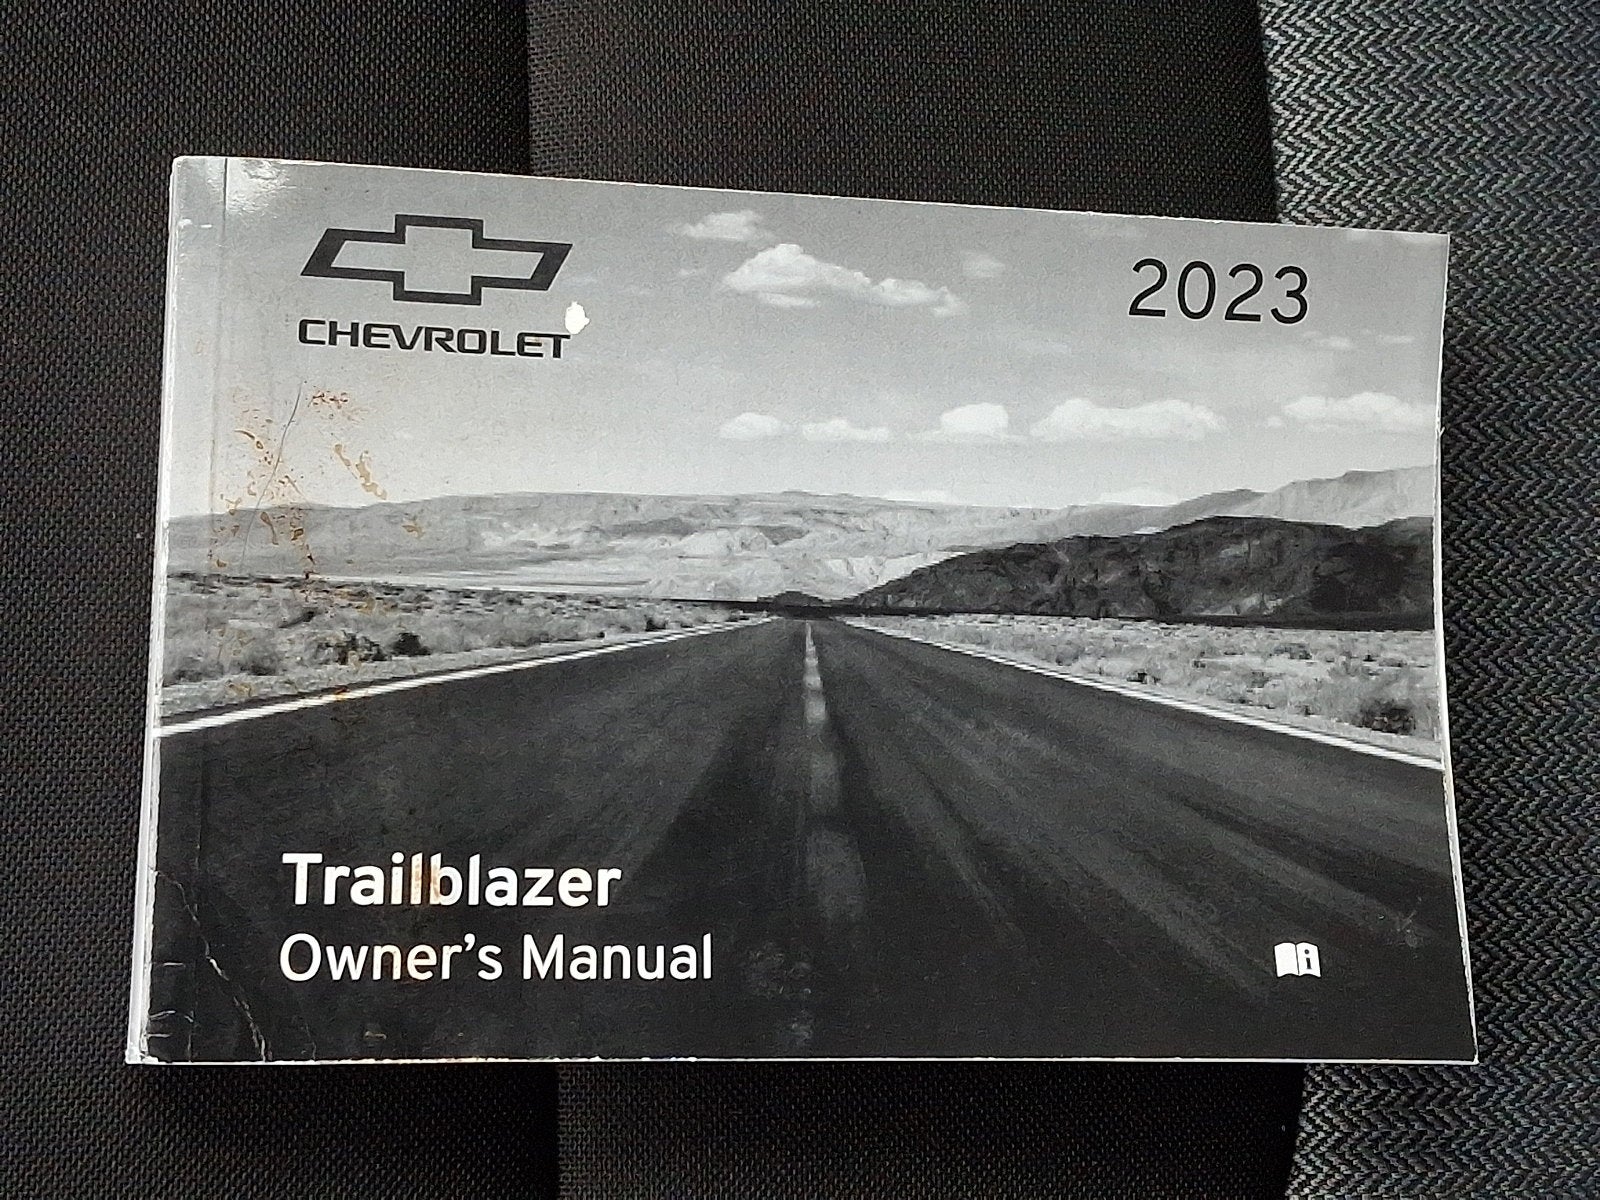 CHEVROLET
2023
Trailblazer
Owner's Manual